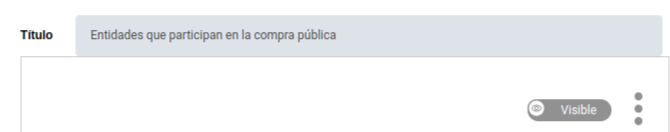 Título Entidades que participan en la compra pública
Visible